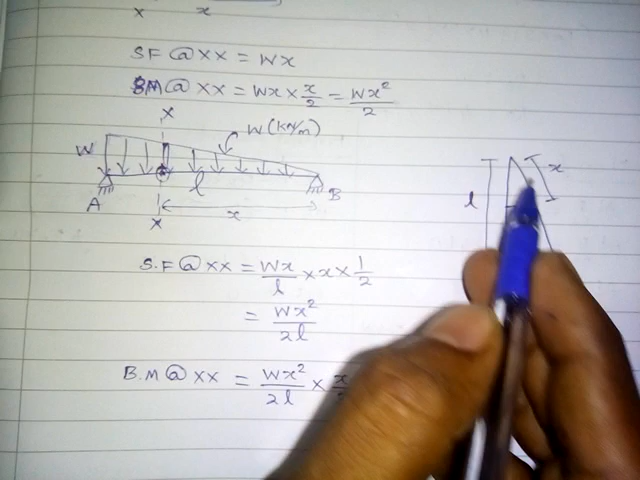 x x
SF@XX = Wx
BM@XX = Wx × x/2 = Wx²/2
X
W W(kN/m)
l
A B
X x
l x
S.F@XX = Wx/l × x × 1/2
= Wx²/2l
B.M@XX = Wx²/2l × x/